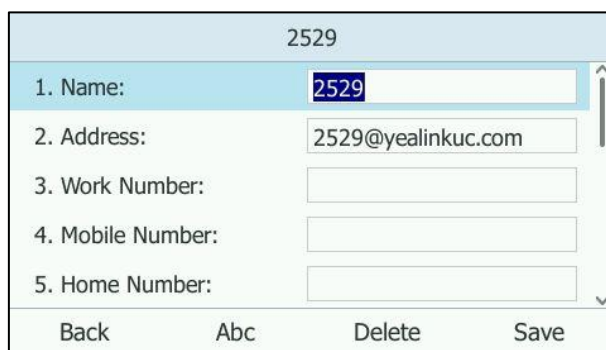 2529
1. Name: 2529
2. Address: 2529@yealinkuc.com
3. Work Number:
4. Mobile Number:
5. Home Number:
Back Abc Delete Save